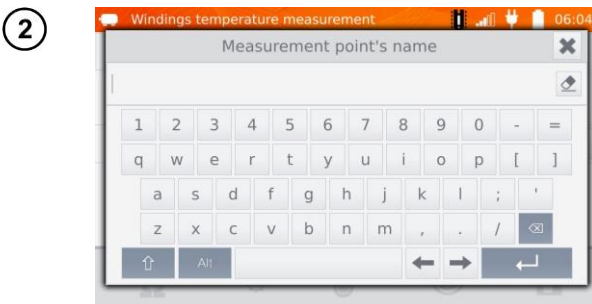 2
Windings temperature measurement 06:04
Measurement point's name
1 2 3 4 5 6 7 8 9 0 - =
q w e r t y u i o p [ ]
a s d f g h j k l ; '
z x c v b n m , . /
Alt